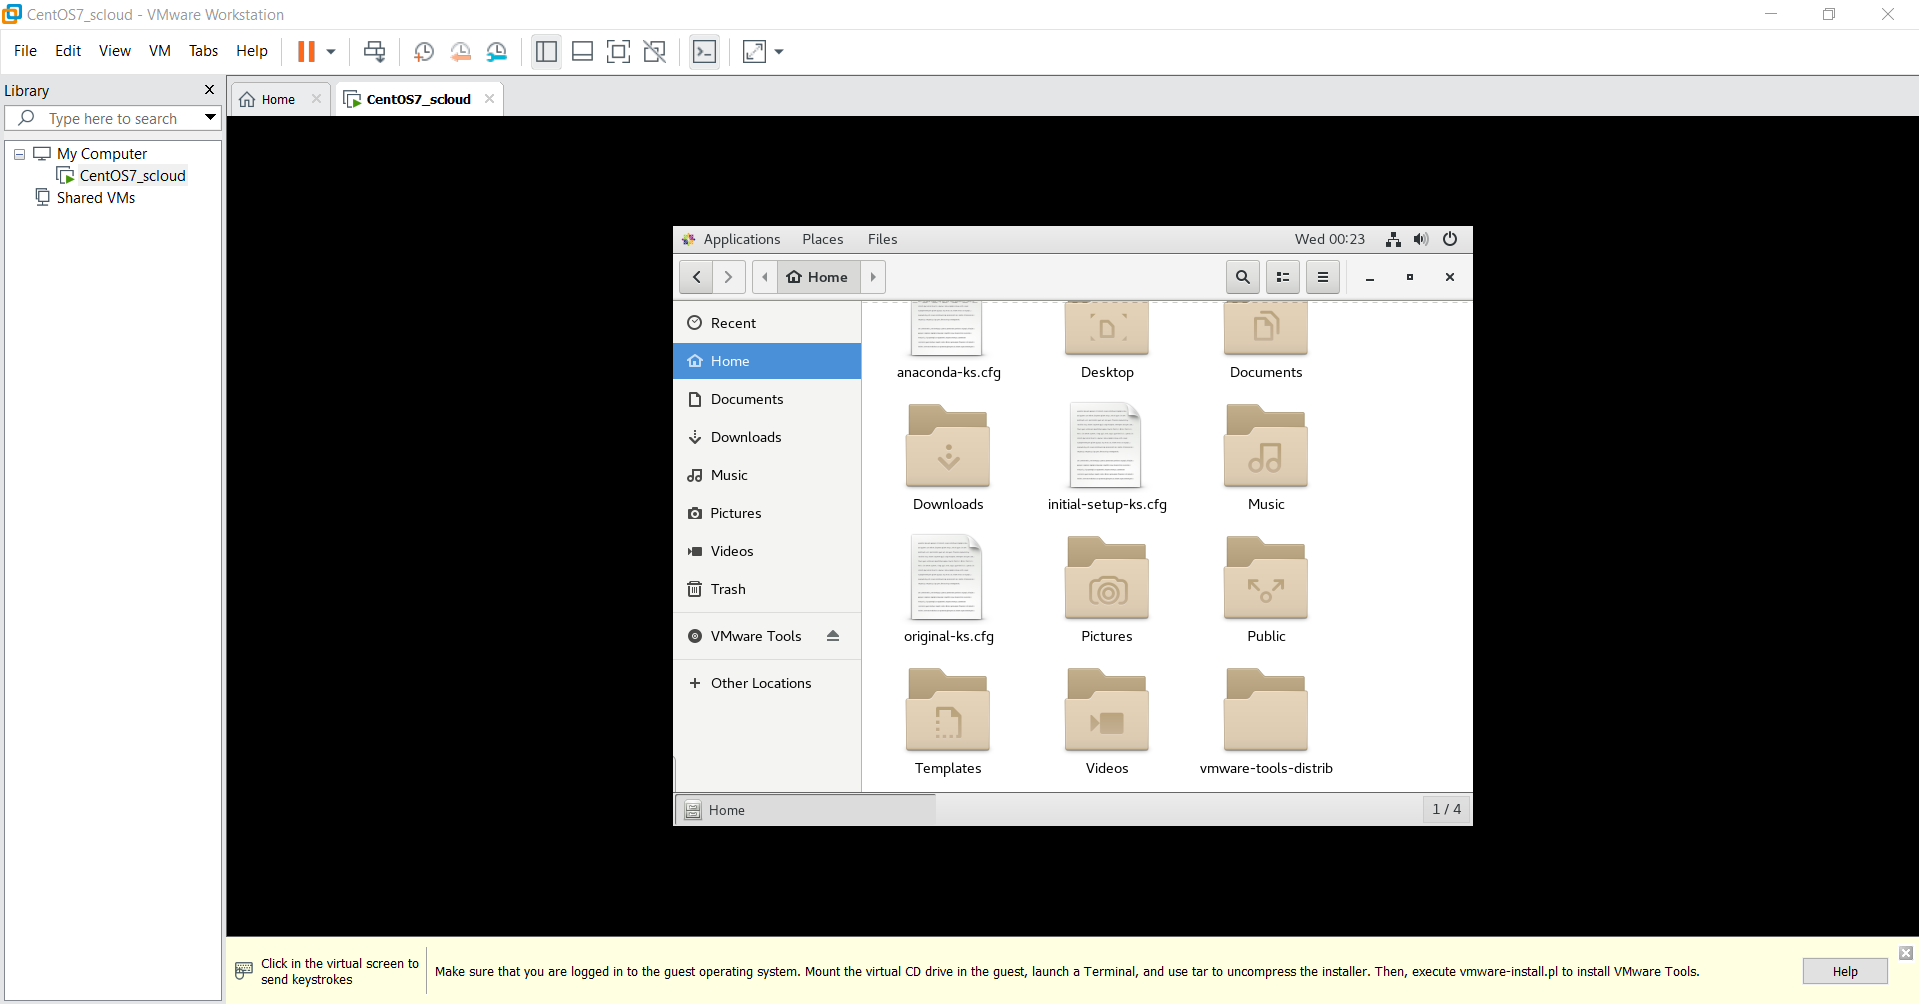 CentOS7_scloud - VMware Workstation
File Edit View VM Tabs Help
Library
Home
CentOS7_scloud
Type here to search
My Computer
CentOS7_scloud
Shared VMs
Applications Places Files Wed 00:23
Home
Recent
Home
Documents
Downloads
Music
Pictures
Videos
Trash
VMware Tools
Other Locations
anaconda-ks.cfg Desktop Documents
Downloads initial-setup-ks.cfg Music
original-ks.cfg Pictures Public
Templates Videos vmware-tools-distrib
Home 1 / 4
Click in the virtual screen to
send keystrokes
Make sure that you are logged in to the guest operating system. Mount the virtual CD drive in the guest, launch a Terminal, and use tar to uncompress the installer. Then, execute vmware-install.pl to install VMware Tools.
Help